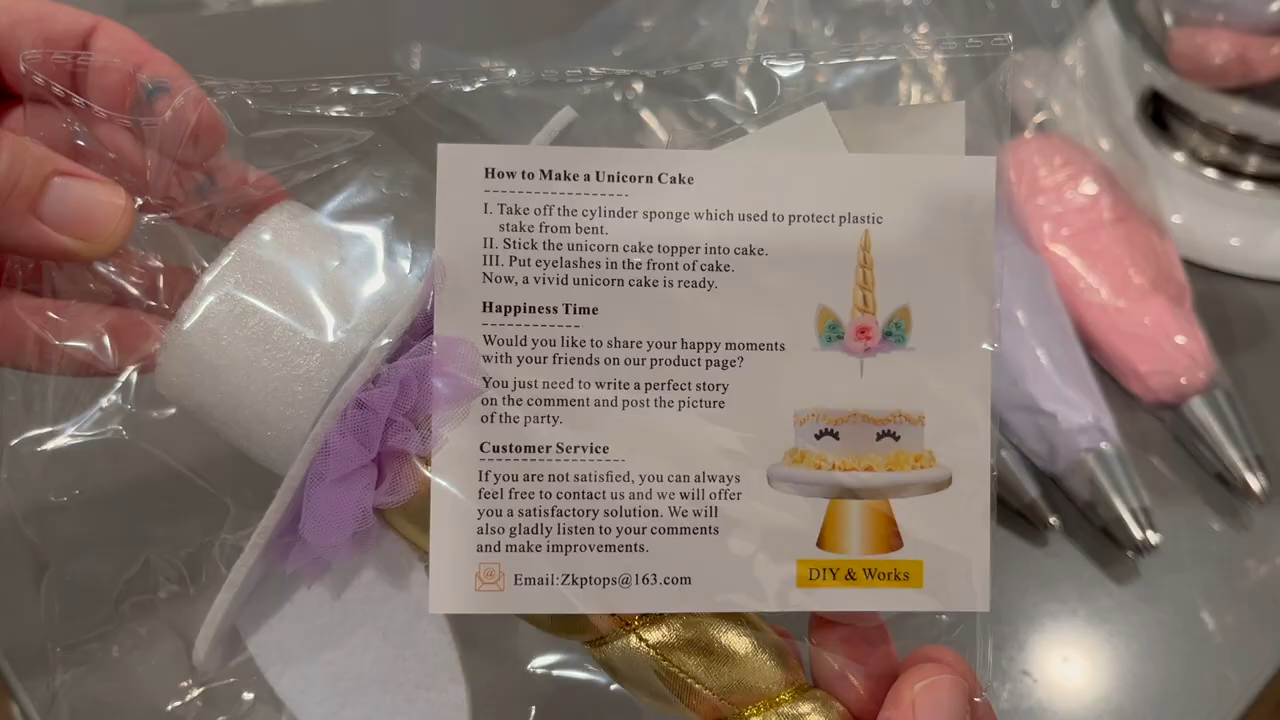 How to Make a Unicorn Cake
I. Take off the cylinder sponge which used to protect plastic
stake from bent.
II. Stick the unicorn cake topper into cake.
III. Put eyelashes in the front of cake.
Now, a vivid unicorn cake is ready.
Happiness Time
Would you like to share your happy moments
with your friends on our product page?
You just need to write a perfect story
on the comment and post the picture
of the party.
Customer Service
If you are not satisfied, you can always
feel free to contact us and we will offer
you a satisfactory solution. We will
also gladly listen to your comments
and make improvements.
Email:Zkptops@163.com
DIY & Works